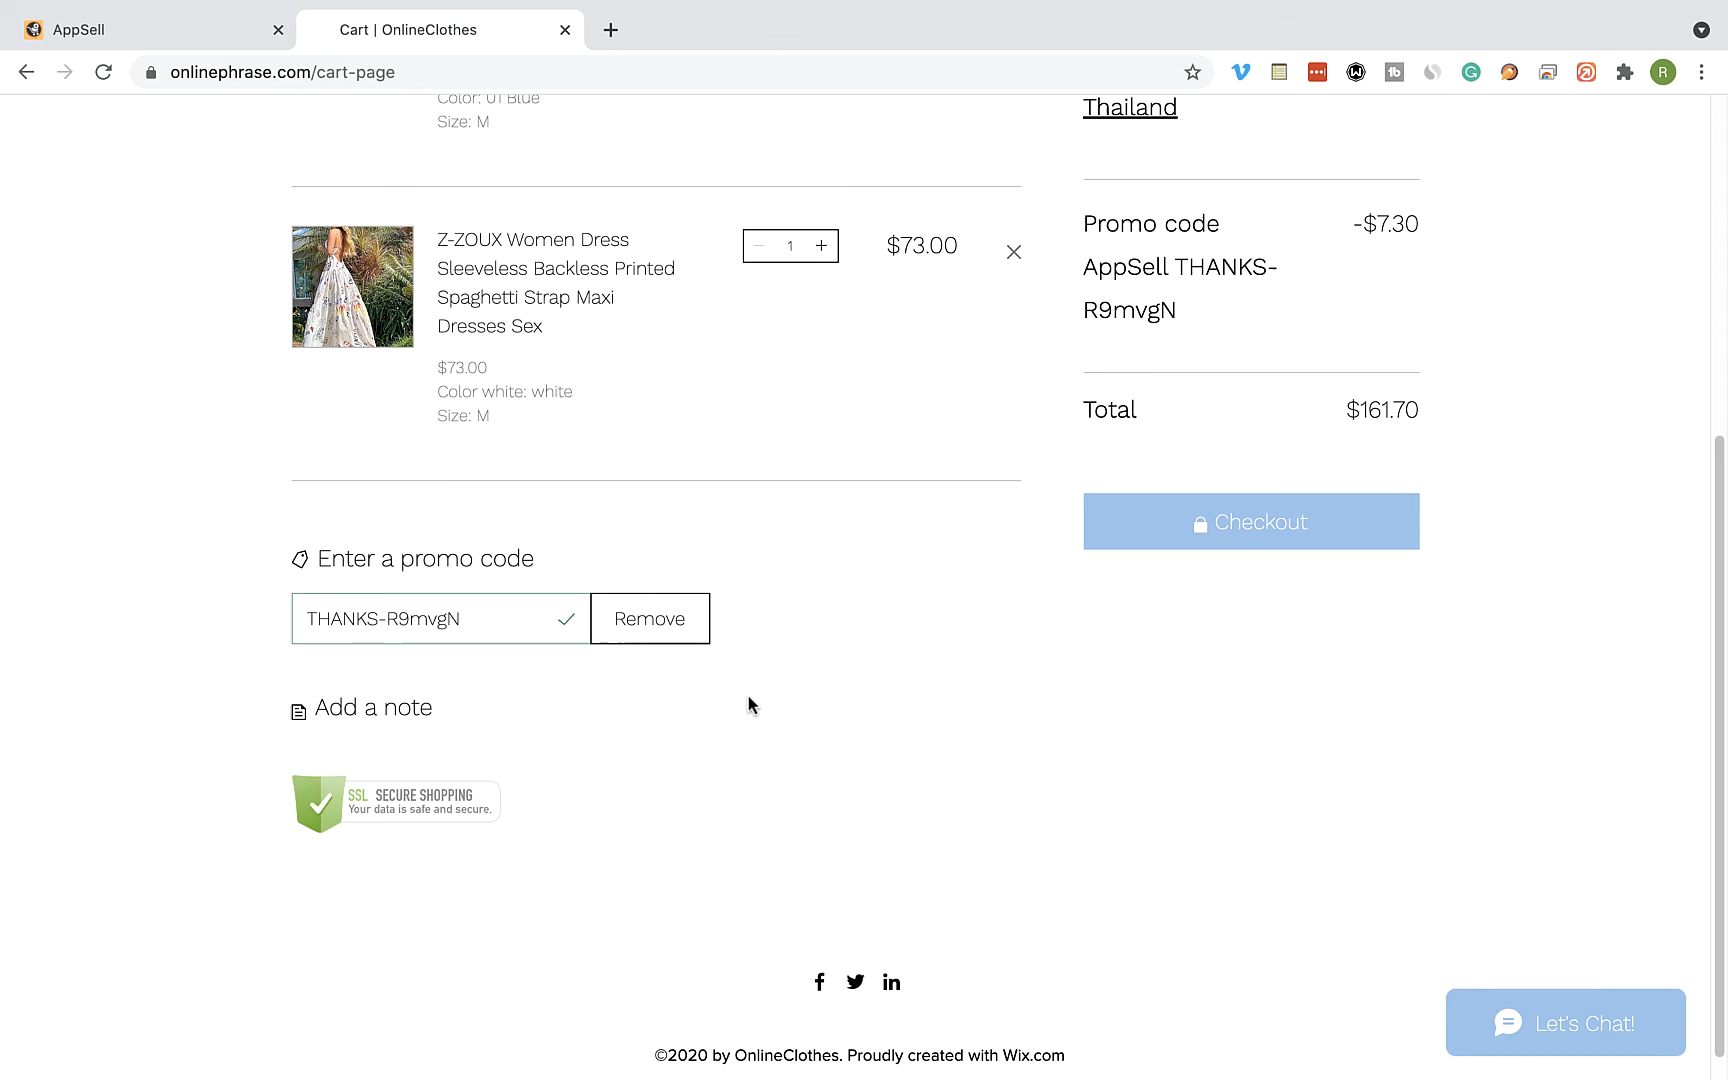 AppSell
Cart | OnlineClothes
onlinephrase.com/cart-page
R
Color: 01 Blue
Size: M
Thailand
Z-ZOUX Women Dress
Sleeveless Backless Printed
Spaghetti Strap Maxi
Dresses Sex
$73.00
Color white: white
Size: M
1
$73.00
Promo code
AppSell THANKS-
R9mvgN
-$7.30
Total
$161.70
Checkout
Enter a promo code
THANKS-R9mvgN
Remove
Add a note
SSL SECURE SHOPPING
Your data is safe and secure.
Let's Chat!
©2020 by OnlineClothes. Proudly created with Wix.com